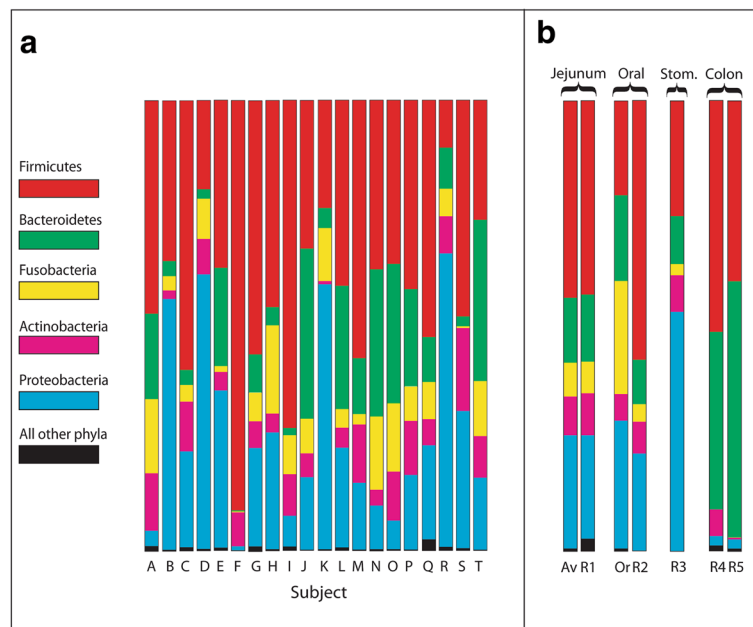 a
Firmicutes
Bacteroidetes
Fusobacteria
Actinobacteria
Proteobacteria
All other phyla
A B C D E F G H I J K L M N O P Q R S T
Subject
b
Jejunum Oral Stom. Colon
Av R1 Or R2 R3 R4 R5